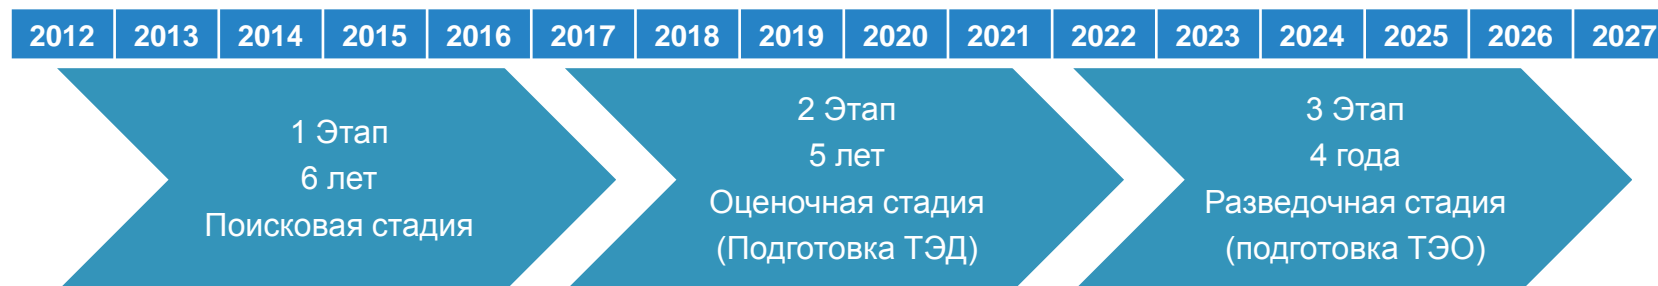 2012 2013 2014 2015 2016 2017 2018 2019 2020 2021 2022 2023 2024 2025 2026 2027
1 Этап
6 лет
Поисковая стадия
2 Этап
5 лет
Оценочная стадия
(Подготовка ТЭД)
3 Этап
4 года
Разведочная стадия
(подготовка ТЭО)